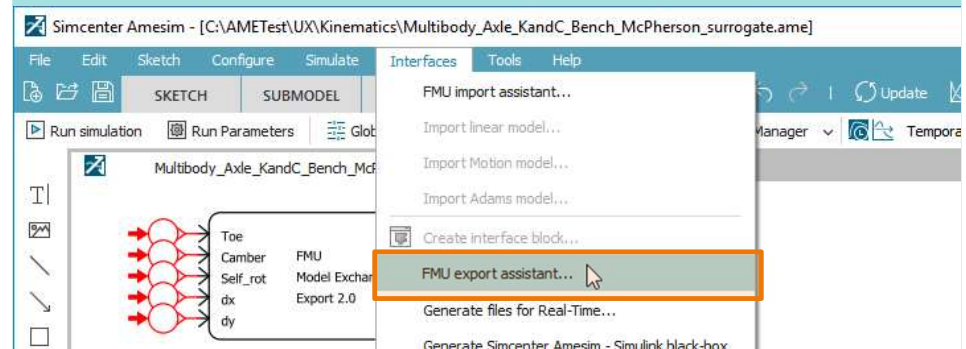 Simcenter Amesim - [C:\AMETest\UX\Kinematics\Multibody_Axle_KandC_Bench_McPherson_surrogate.ame]
File Edit Sketch Configure Simulate Interfaces Tools Help
SKETCH SUBMODEL Update
FMU import assistant...
Run simulation Run Parameters Glob Manager Tempora
Import linear model...
Multibody_Axle_KandC_Bench_McP
Import Motion model...
Import Adams model...
Create interface block...
FMU export assistant...
Generate files for Real-Time...
Generate Simcenter Amesim - Simulink black-box
T
Toe
Camber FMU
Self_rot Model Exchan
dx Export 2.0
dy